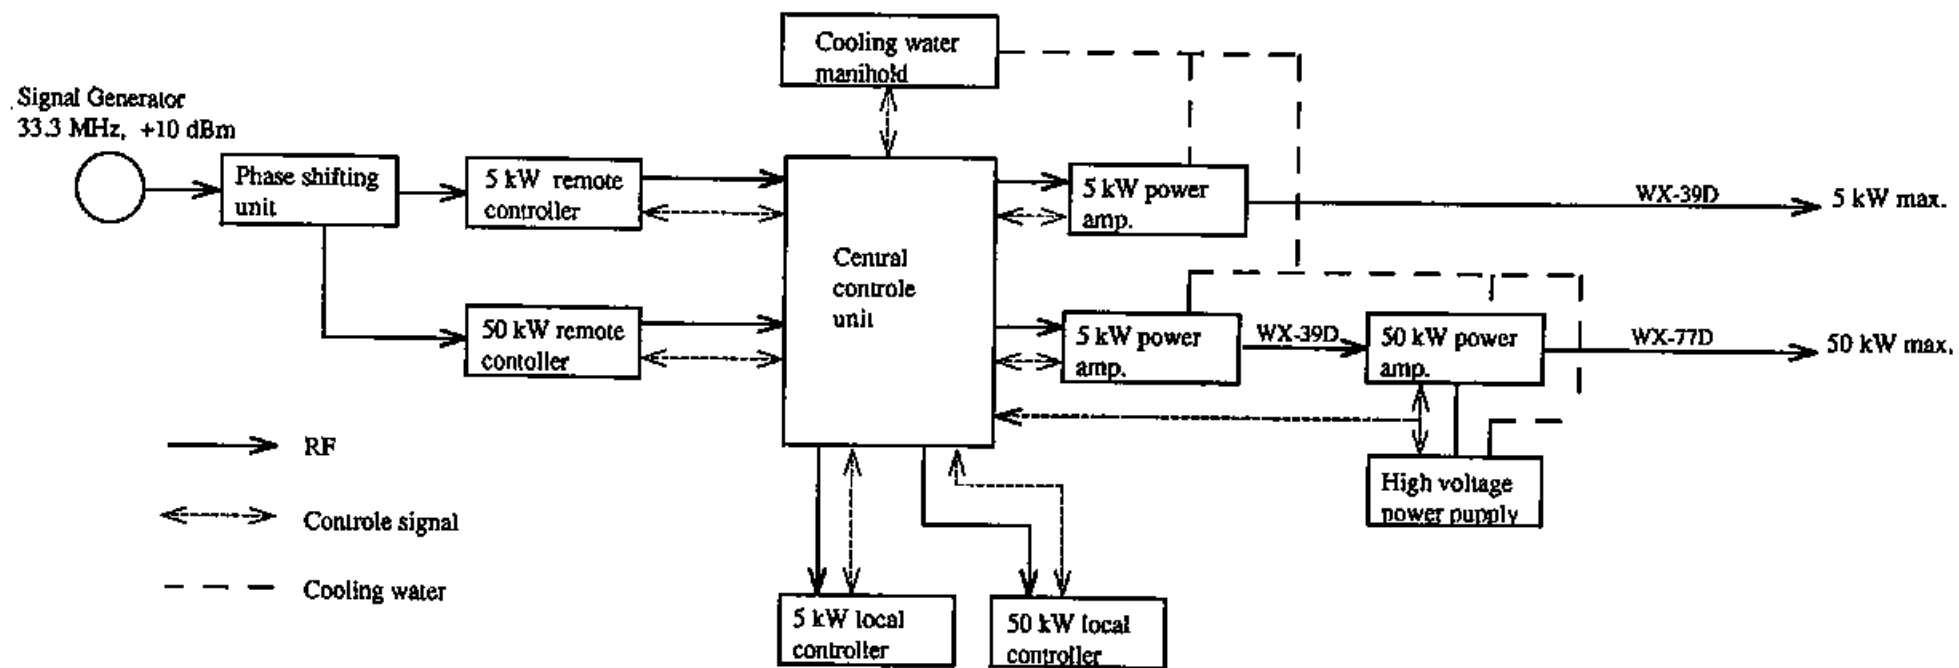 Cooling water
manihold
Signal Generator
33.3 MHz, +10 dBm
Phase shifting
unit
5 kW remote
controller
5 kW power
amp.
WX-39D
5 kW max.
Central
controle
unit
50 kW remote
contoller
5 kW power
amp.
WX-39D
50 kW power
amp.
WX-77D
50 kW max.
RF
High voltage
power pupply
Controle signal
Cooling water
5 kW local
controller
50 kW local
controller